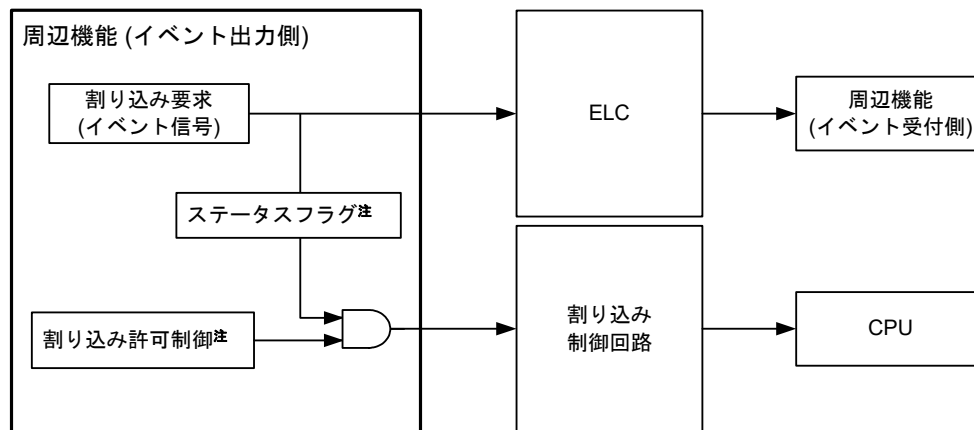 周辺機能 (イベント出力側)
割り込み要求
(イベント信号)
ELC
周辺機能
(イベント受付側)
ステータスフラグ注
割り込み許可制御注
割り込み
制御回路
CPU